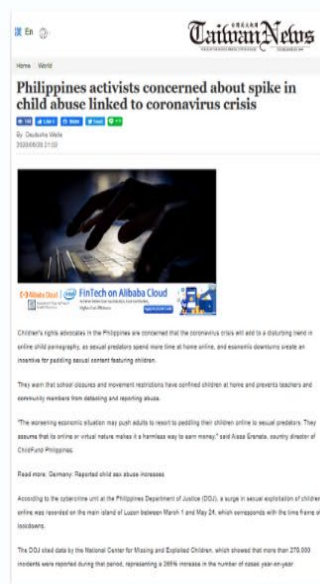 漢 En
Taiwan News
Home World
Philippines activists concerned about spike in
child abuse linked to coronavirus crisis
By Deutsche Welle
FinTech on Alibaba Cloud
Children's rights advocates in the Philippines are concerned that the coronavirus crisis will add to a disturbing trend in
online child pornography, as sexual predators spend more time at home online, and economic downturns create an
incentive for peddling sexual content featuring children.
They warn that school closures and movement restrictions have confined children at home and prevents teachers and
community members from detecting and reporting abuse.
"The worsening economic situation may push adults to resort to peddling their children online to sexual predators. They
assume that its online or virtual nature makes it a harmless way to earn money," said country director of
ChildFund Philippines.
Read more: Germany: Reported child sex abuse increases
According to the cybercrime unit at the Philippines Department of Justice (DOJ), a surge in sexual exploitation of children
online was recorded on the main island of Luzon between March 1 and May 24, which corresponds with the time frame of
lockdowns.
The DOJ cited data by the National Center for Missing and Exploited Children, which showed that more than
incidents were reported during that period, representing a increase in the number of cases year-on-year